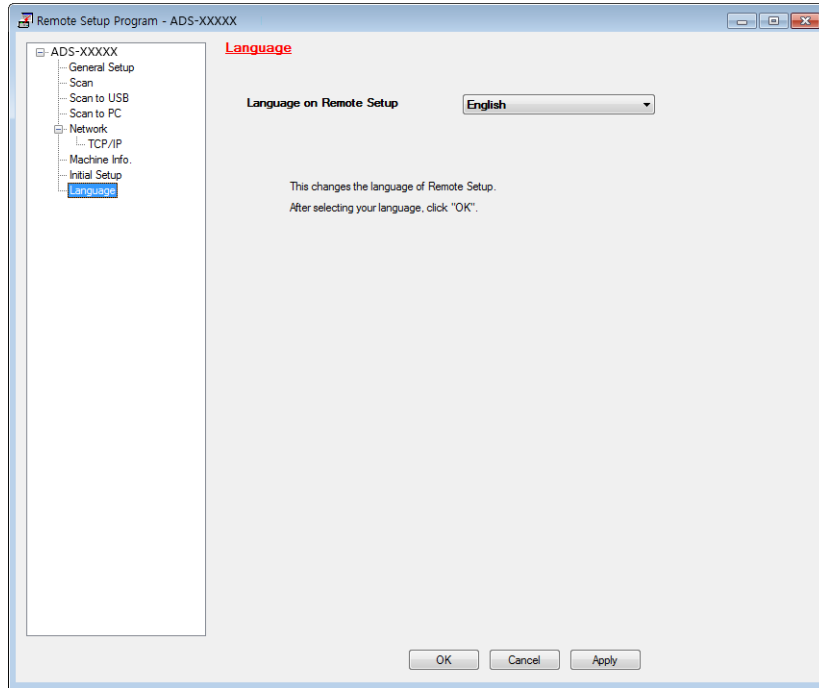 Remote Setup Program - ADS-XXXXX
ADS-XXXXX
General Setup
Scan
Scan to USB
Scan to PC
Network
TCP/IP
Machine Info.
Initial Setup
Language
Language
Language on Remote Setup
English
This changes the language of Remote Setup.
After selecting your language, click "OK".
OK
Cancel
Apply